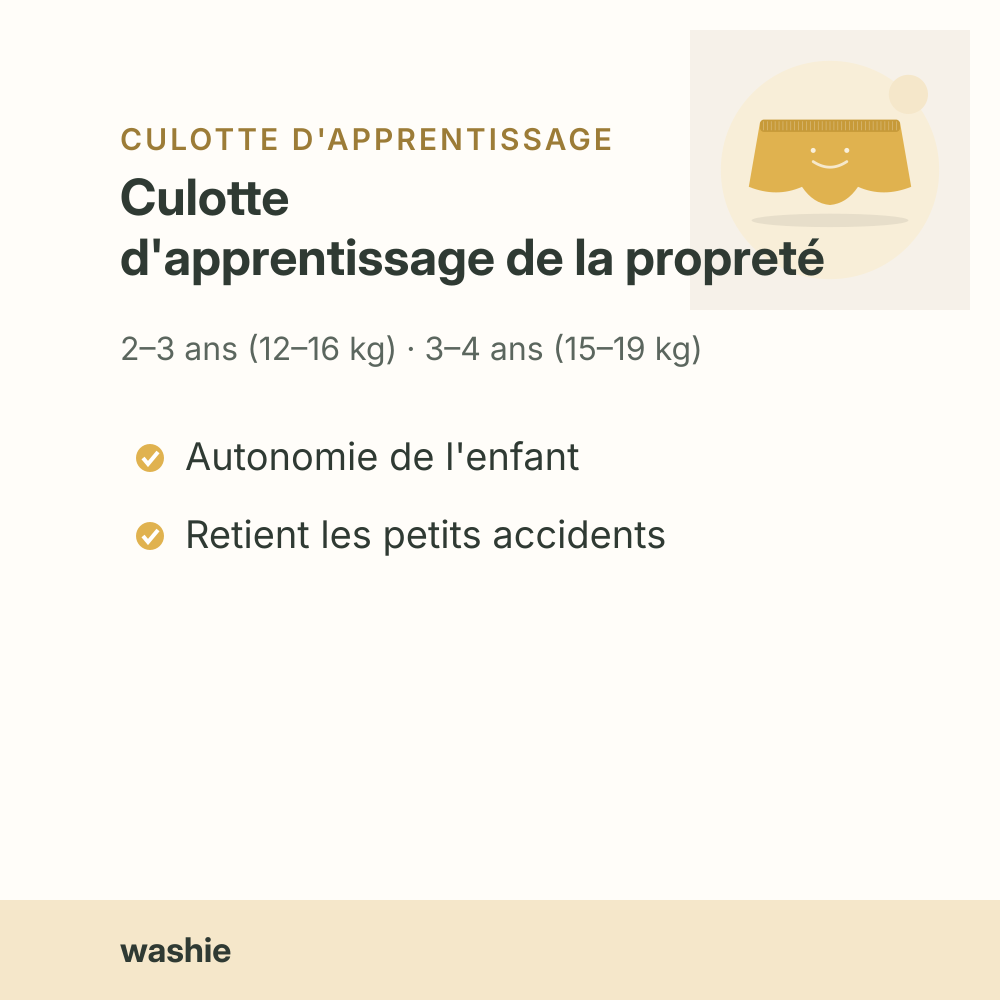 CULOTTE D'APPRENTISSAGE
Culotte
d'apprentissage de la propreté
2–3 ans (12–16 kg) · 3–4 ans (15–19 kg)
Autonomie de l'enfant
Retient les petits accidents
washie